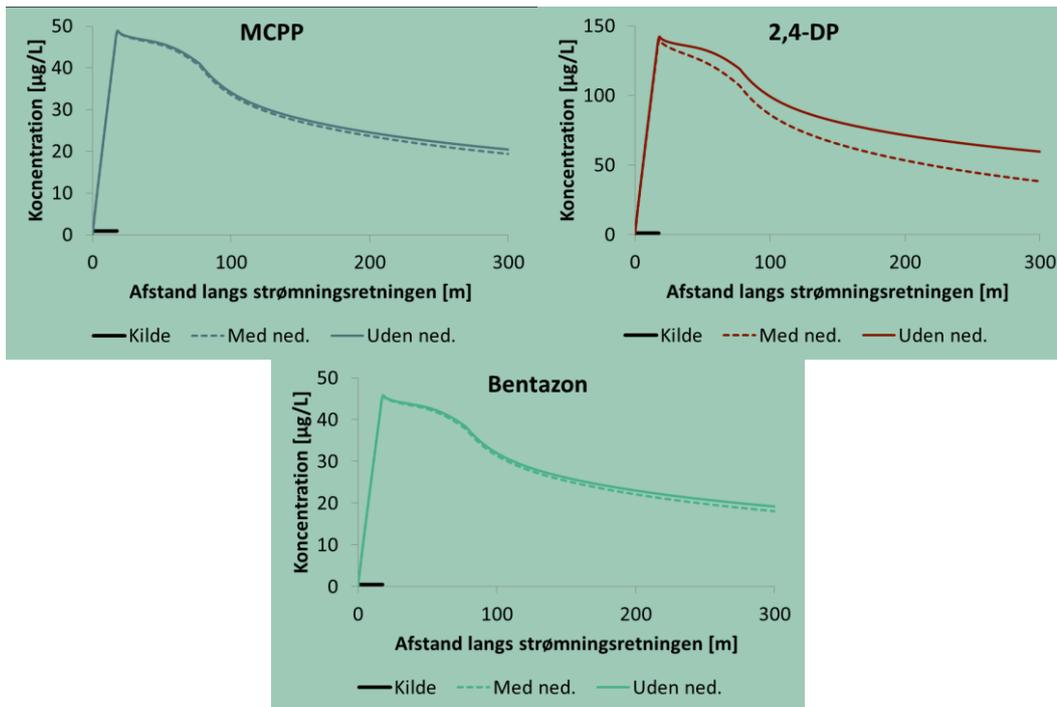 MCPP
Kocnentration [µg/L]
50
40
30
20
10
0
0 100 200 300
Afstand langs strømningsretningen [m]
Kilde Med ned. Uden ned.
2,4-DP
Koncentration [µg/L]
150
100
50
0
0 100 200 300
Afstand langs strømningsretningen [m]
Kilde Med ned. Uden ned.
Bentazon
Koncentration [µg/L]
50
40
30
20
10
0
0 100 200 300
Afstand langs strømningsretningen [m]
Kilde Med ned. Uden ned.